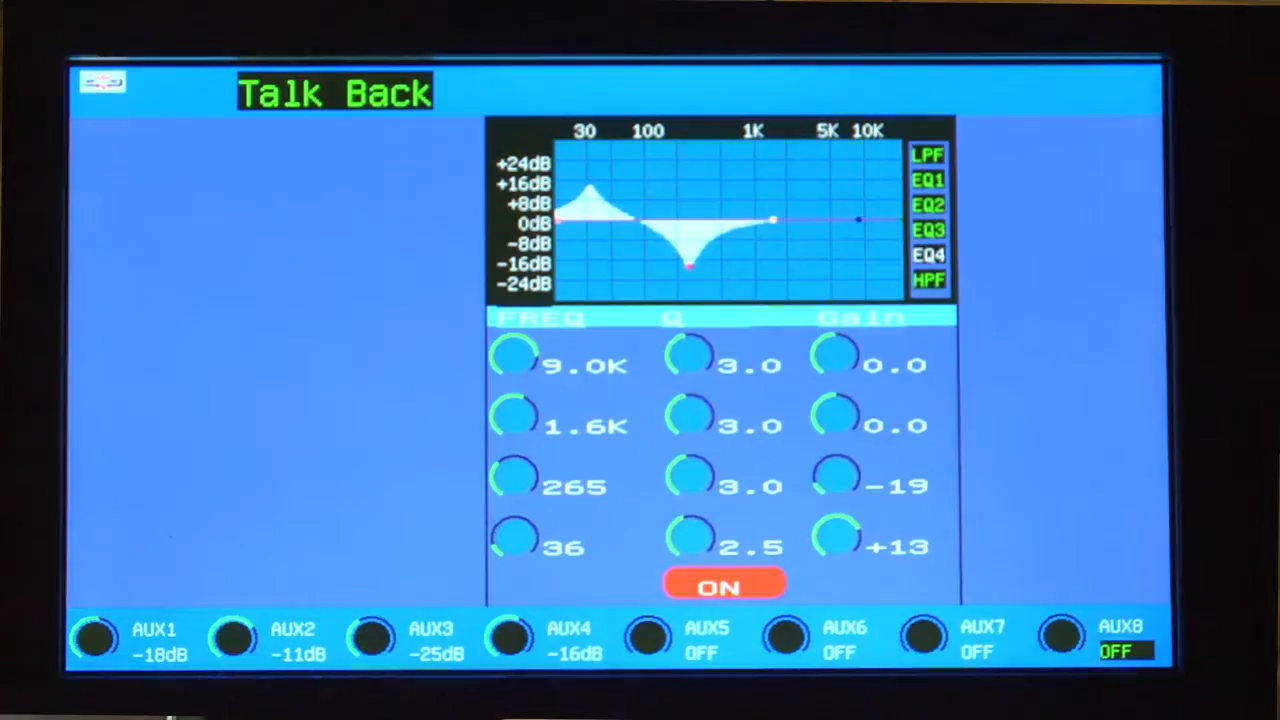 Talk Back
30 100 1K 5K 10K
+24dB
+16dB
+8dB
0dB
-8dB
-16dB
-24dB
LPF
EQ1
EQ2
EQ3
EQ4
HPF
FREQ Q Gain
9.0K 3.0 0.0
1.6K 3.0 0.0
265 3.0 -19
36 2.5 +13
ON
AUX1 AUX2 AUX3 AUX4 AUX5 AUX6 AUX7 AUX8
-18dB -11dB -25dB -16dB OFF OFF OFF OFF